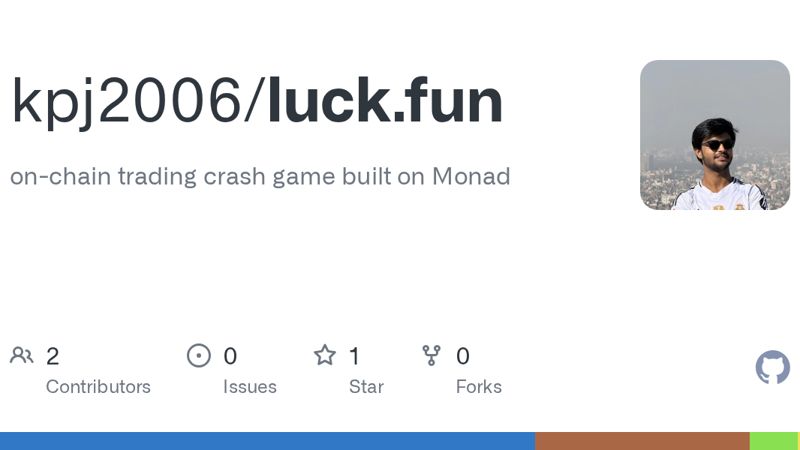 kpj2006/luck.fun
on-chain trading crash game built on Monad
2
Contributors
0
Issues
1
Star
0
Forks